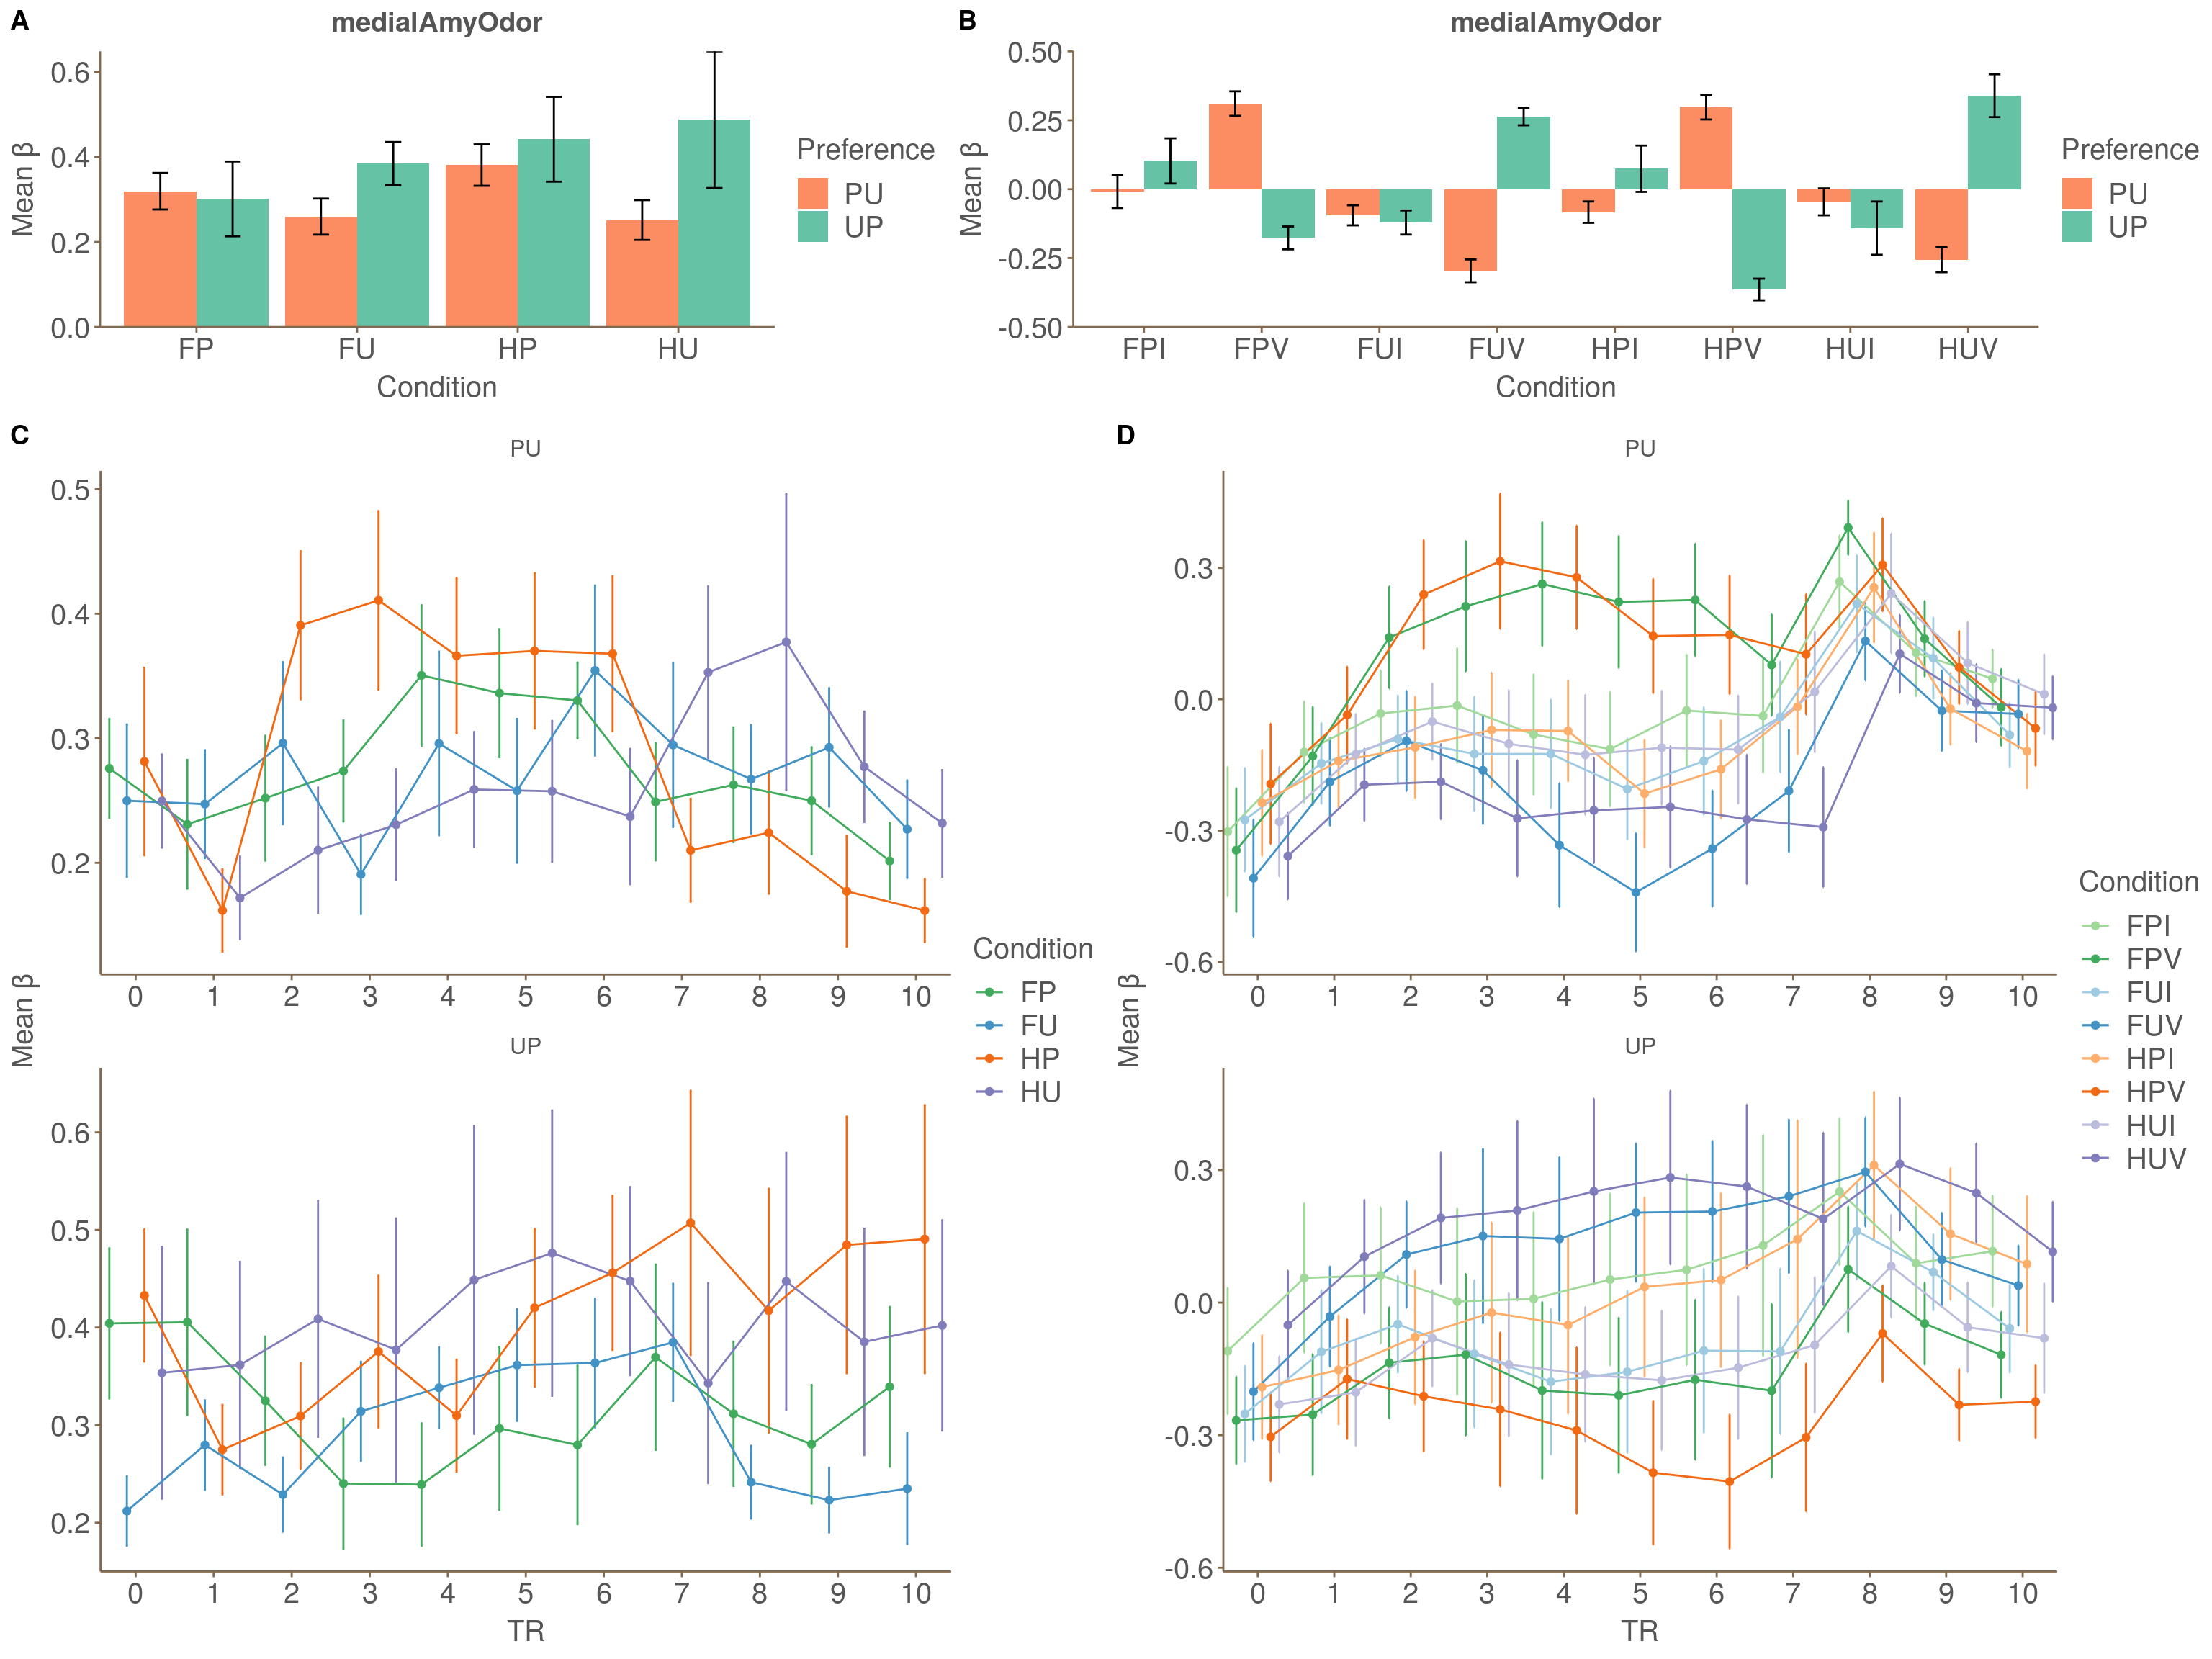 A
medialAmyOdor
Mean β
0.6
0.4
0.2
0.0
FP FU HP HU
Condition
Preference
PU
UP
B
medialAmyOdor
Mean β
0.50
0.25
0.00
-0.25
-0.50
FPI FPV FUI FUV HPI HPV HUI HUV
Condition
Preference
PU
UP
C
PU
0.5
0.4
0.3
0.2
0 1 2 3 4 5 6 7 8 9 10
Mean β
UP
0.6
0.5
0.4
0.3
0.2
0 1 2 3 4 5 6 7 8 9 10
TR
Condition
FP
FU
HP
HU
D
PU
0.3
0.0
-0.3
-0.6
0 1 2 3 4 5 6 7 8 9 10
Mean β
UP
0.3
0.0
-0.3
-0.6
0 1 2 3 4 5 6 7 8 9 10
TR
Condition
FPI
FPV
FUI
FUV
HPI
HPV
HUI
HUV